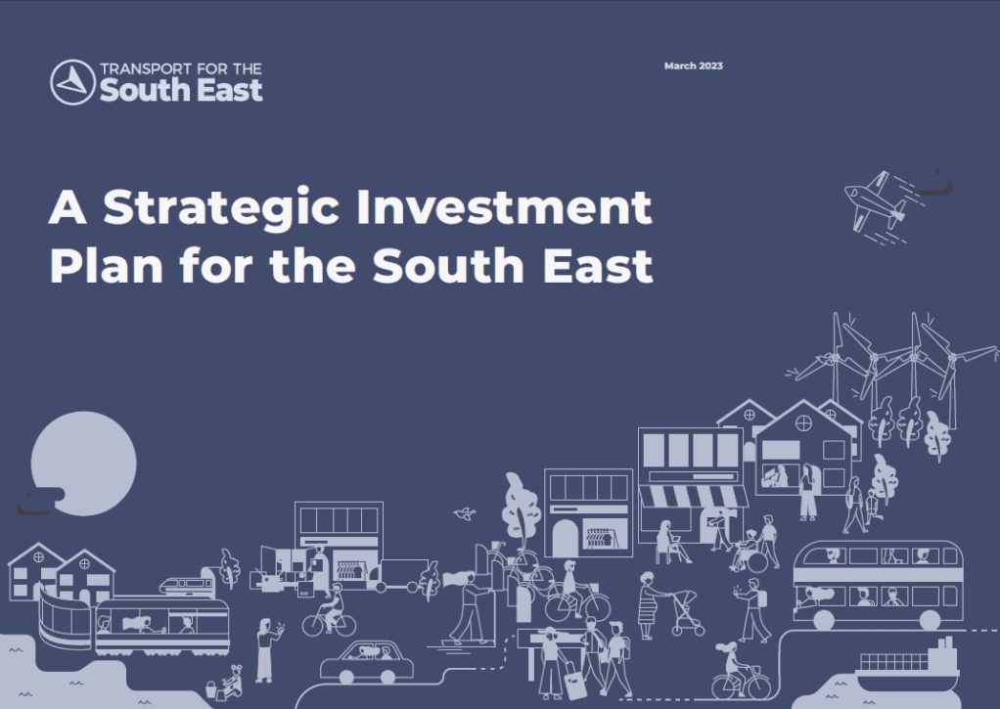 TRANSPORT FOR THE
South East
March 2023
A Strategic Investment
Plan for the South East